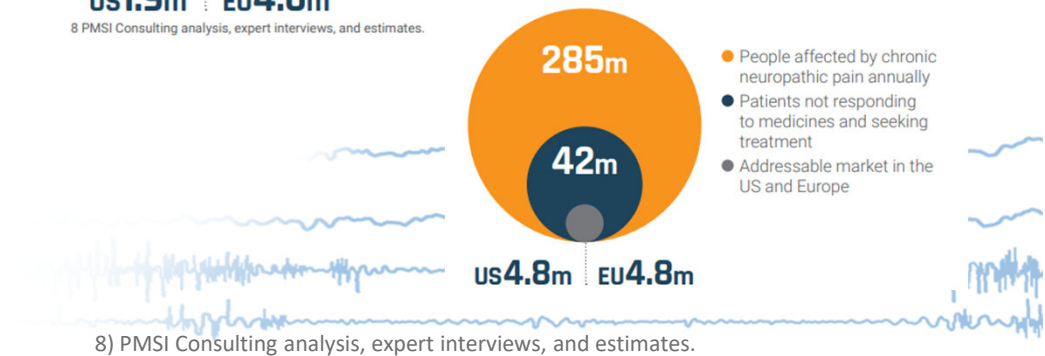 8 PMSI Consulting analysis, expert interviews, and estimates.
285m
People affected by chronic
neuropathic pain annually
Patients not responding
to medicines and seeking
treatment
42m
Addressable market in the
US and Europe
US4.8m EU4.8m
8) PMSI Consulting analysis, expert interviews, and estimates.